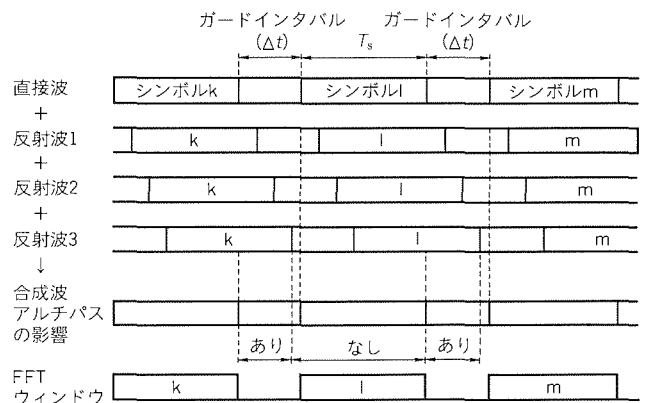 ガードインタバル ガードインタバル
(Δt) Ts (Δt)
直接波 シンボルk シンボルl シンボルm
+
反射波1 k l m
+
反射波2 k l m
+
反射波3 k l m
↓
合成波
アルチパス
の影響
あり なし あり
FFT
ウィンドウ k l m